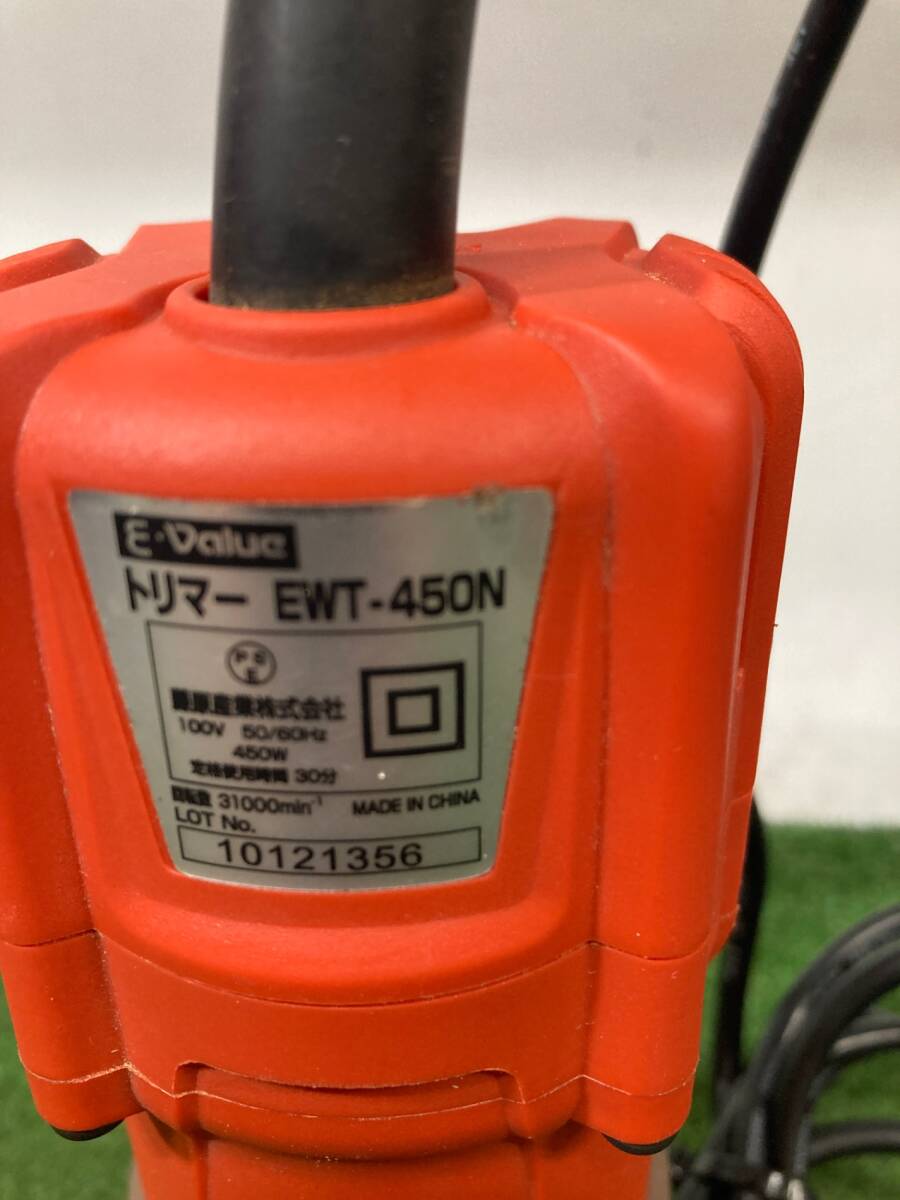 E·Value
トリマー EWT-450N
PSE
藤原産業株式会社
100V 50/60Hz
450W
定格使用時間 30分
回転数 31000min⁻¹ MADE IN CHINA
LOT No.
10121356